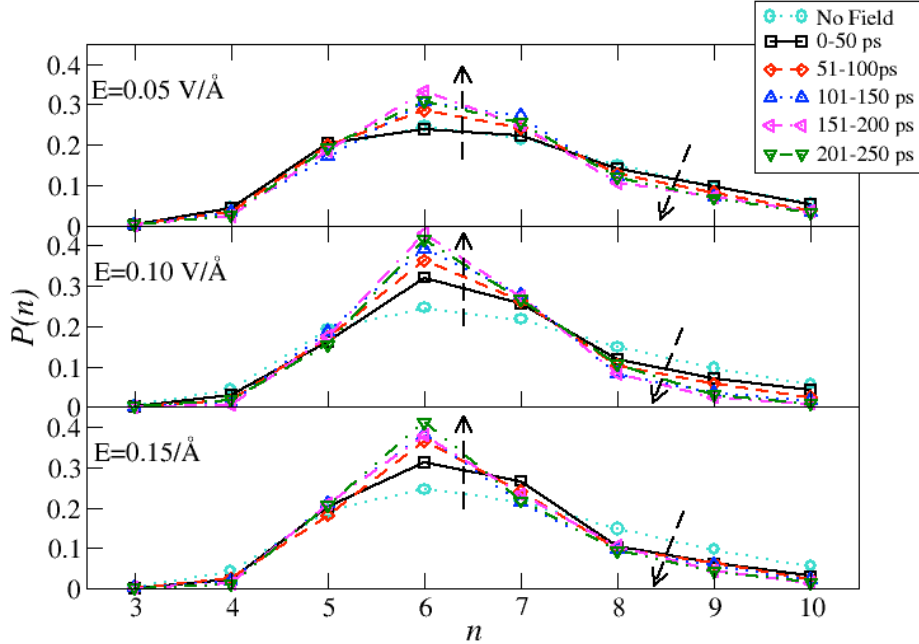 No Field
0-50 ps
51-100ps
101-150 ps
151-200 ps
201-250 ps
0.4
0.3
0.2
0.1
0
E=0.05 V/Å
0.4
0.3
0.2
0.1
0
E=0.10 V/Å
P(n)
0.4
0.3
0.2
0.1
0
E=0.15/Å
3 4 5 6 7 8 9 10
n